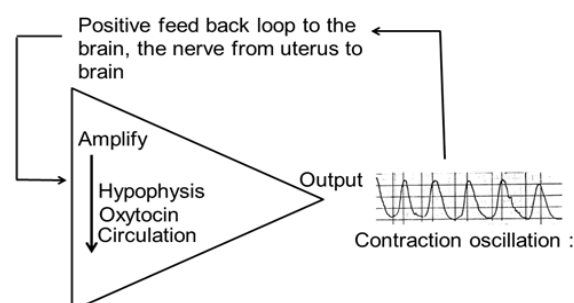 Positive feed back loop to the
brain, the nerve from uterus to
brain
Amplify
Hypophysis
Oxytocin
Circulation
Output
Contraction oscillation :